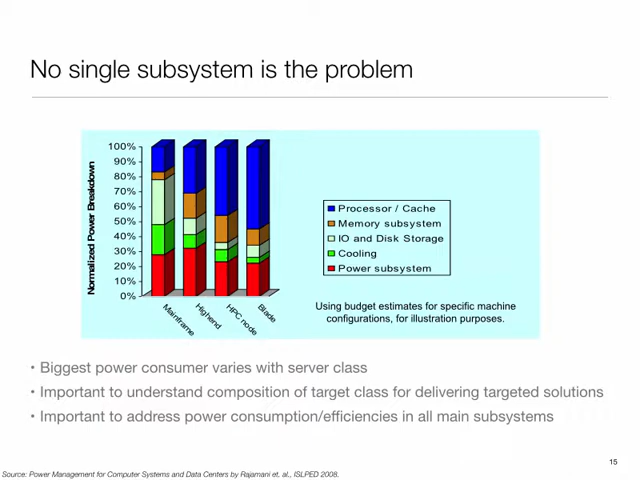 No single subsystem is the problem
Normalized Power Breakdown
100%
90%
80%
70%
60%
50%
40%
30%
20%
10%
0%
Mainframe
Highend
HPC node
Blade
Processor / Cache
Memory subsystem
IO and Disk Storage
Cooling
Power subsystem
Using budget estimates for specific machine
configurations, for illustration purposes.
• Biggest power consumer varies with server class
• Important to understand composition of target class for delivering targeted solutions
• Important to address power consumption/efficiencies in all main subsystems
15
Source: Power Management for Computer Systems and Data Centers by Rajamani et. al., ISLPED 2008.